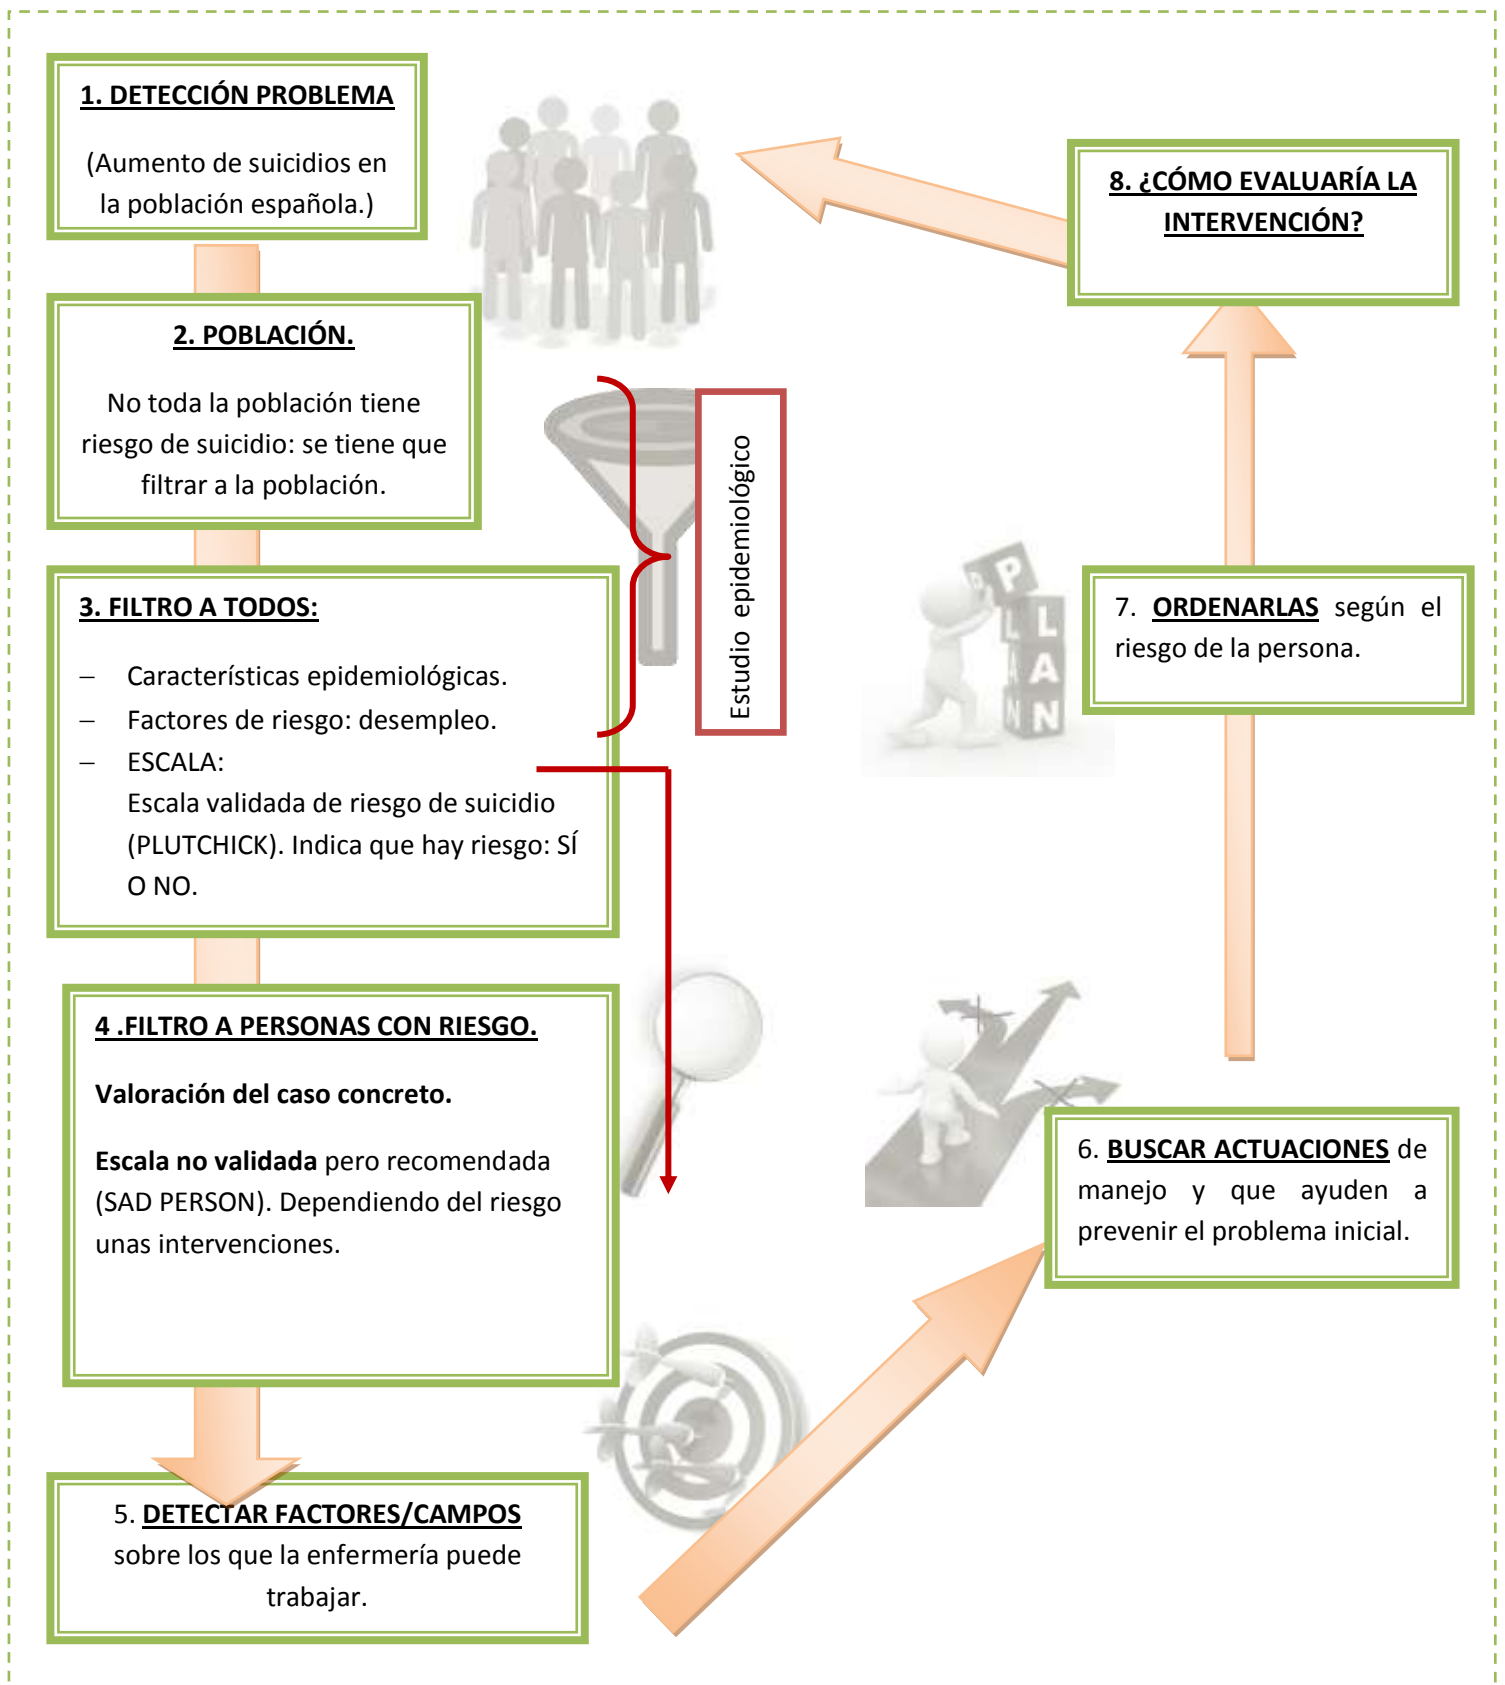 1. DETECCIÓN PROBLEMA
(Aumento de suicidios en
la población española.)
2. POBLACIÓN.
No toda la población tiene
riesgo de suicidio: se tiene que
filtrar a la población.
3. FILTRO A TODOS:
– Características epidemiológicas.
– Factores de riesgo: desempleo.
– ESCALA:
Escala validada de riesgo de suicidio
(PLUTCHICK). Indica que hay riesgo: SÍ
O NO.
Estudio epidemiológico
4 .FILTRO A PERSONAS CON RIESGO.
Valoración del caso concreto.
Escala no validada pero recomendada
(SAD PERSON). Dependiendo del riesgo
unas intervenciones.
5. DETECTAR FACTORES/CAMPOS
sobre los que la enfermería puede
trabajar.
6. BUSCAR ACTUACIONES de
manejo y que ayuden a
prevenir el problema inicial.
7. ORDENARLAS según el
riesgo de la persona.
PLAN
LAN
8. ¿CÓMO EVALUARÍA LA
INTERVENCIÓN?